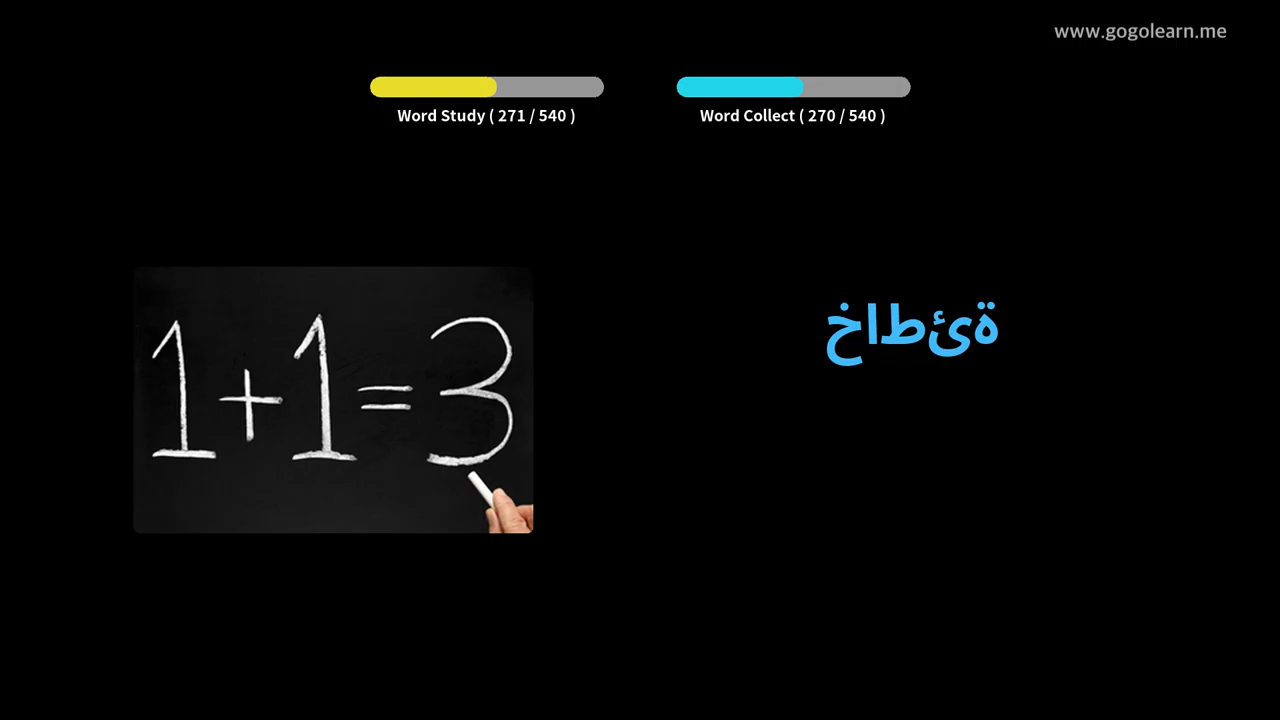 www.gogolearn.me
Word Study ( 271 / 540 )
Word Collect ( 270 / 540 )
1+1=3
خاطئة